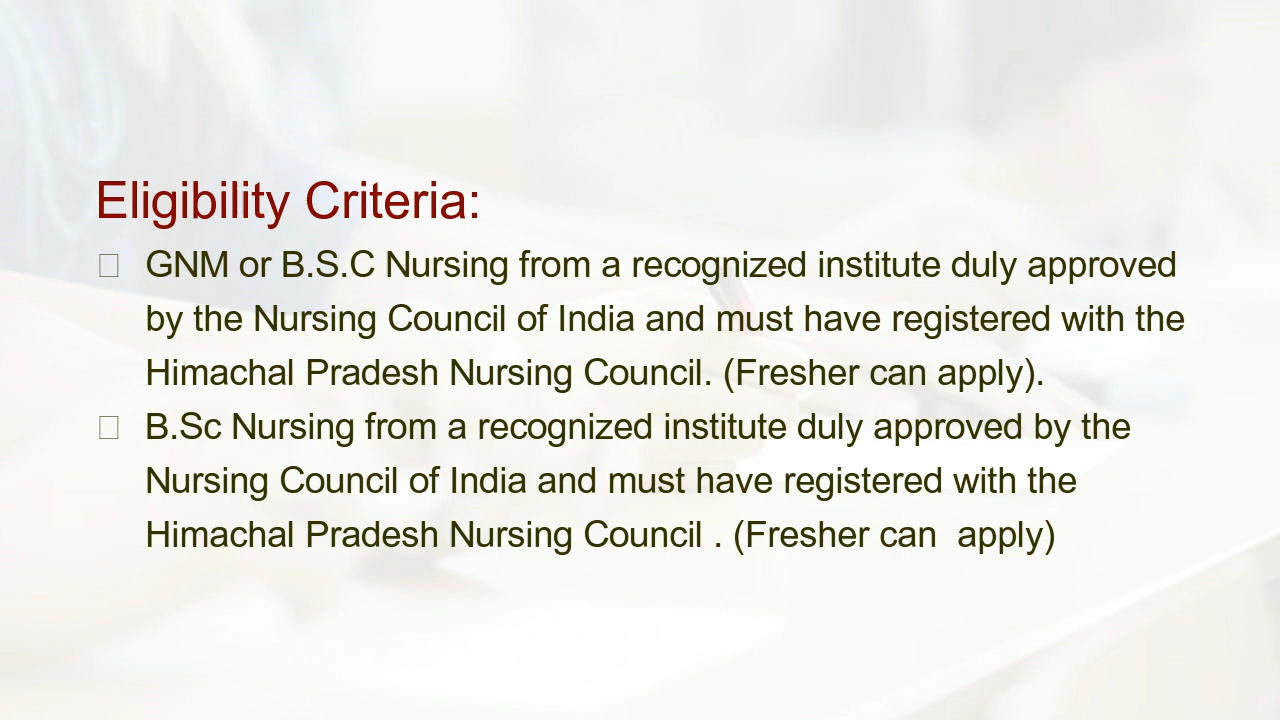 Eligibility Criteria:
GNM or B.S.C Nursing from a recognized institute duly approved
by the Nursing Council of India and must have registered with the
Himachal Pradesh Nursing Council. (Fresher can apply).
B.Sc Nursing from a recognized institute duly approved by the
Nursing Council of India and must have registered with the
Himachal Pradesh Nursing Council . (Fresher can  apply)